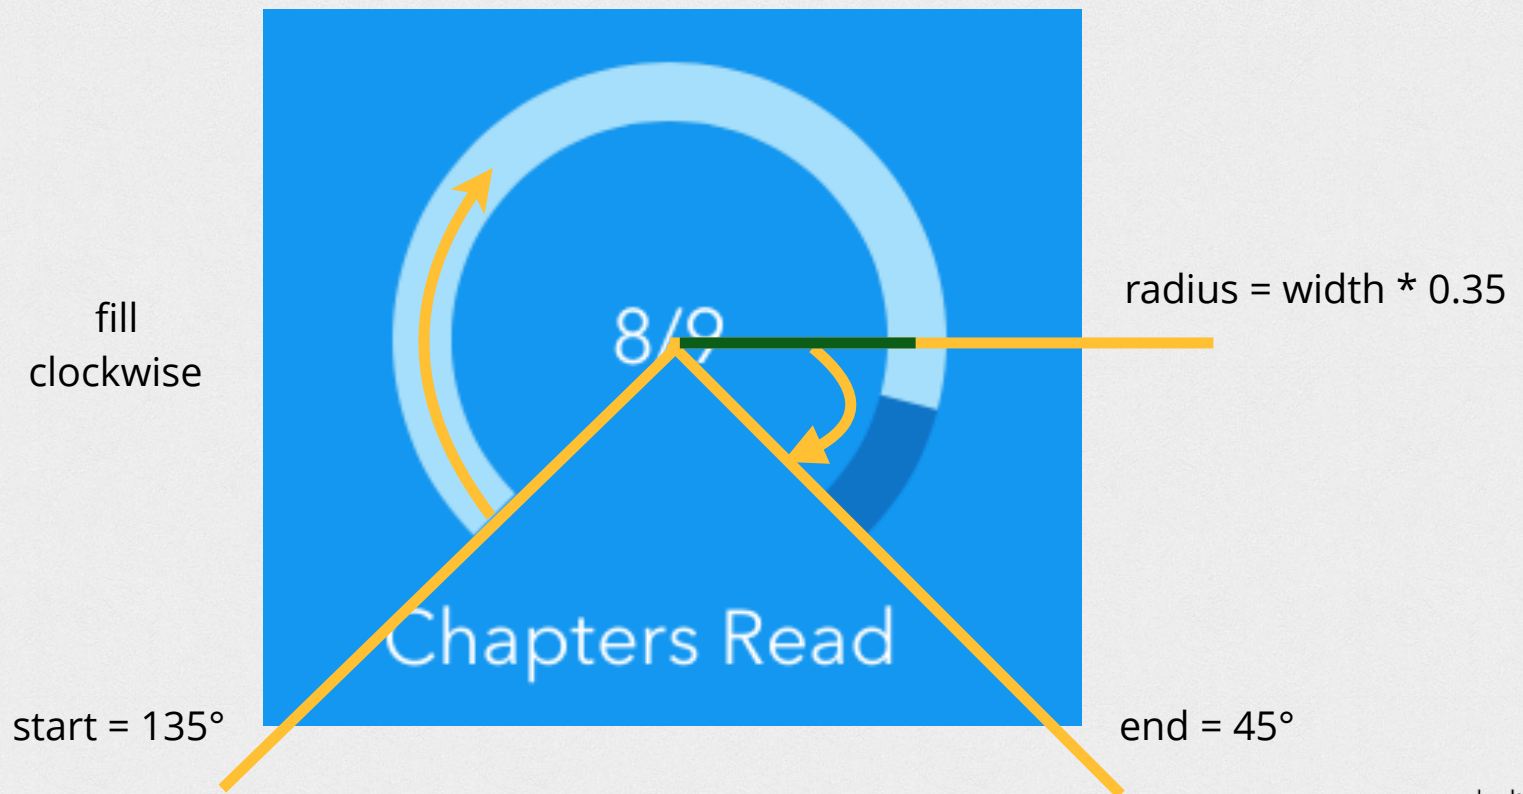 8/9
radius = width * 0.35
fill
clockwise
Chapters Read
start = 135°
end = 45°